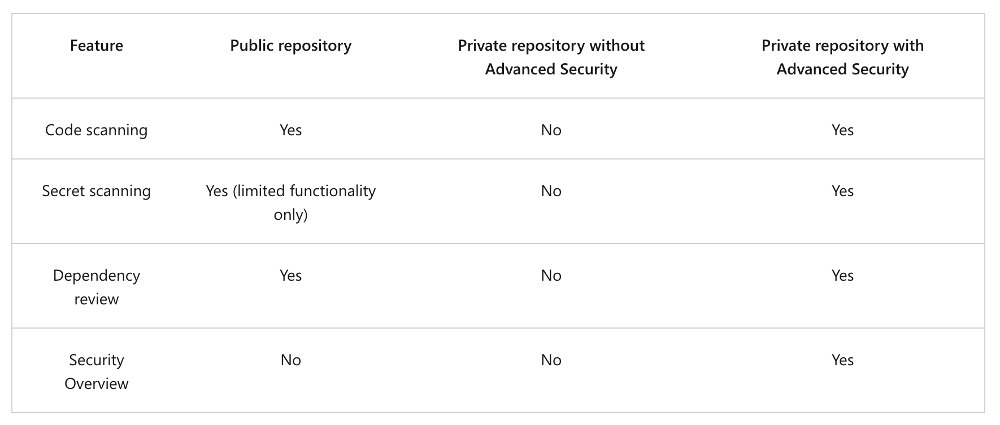 Feature
Public repository
Private repository without
Advanced Security
Private repository with
Advanced Security
Code scanning
Yes
No
Yes
Secret scanning
Yes (limited functionality
only)
No
Yes
Dependency
review
Yes
No
Yes
Security
Overview
No
No
Yes